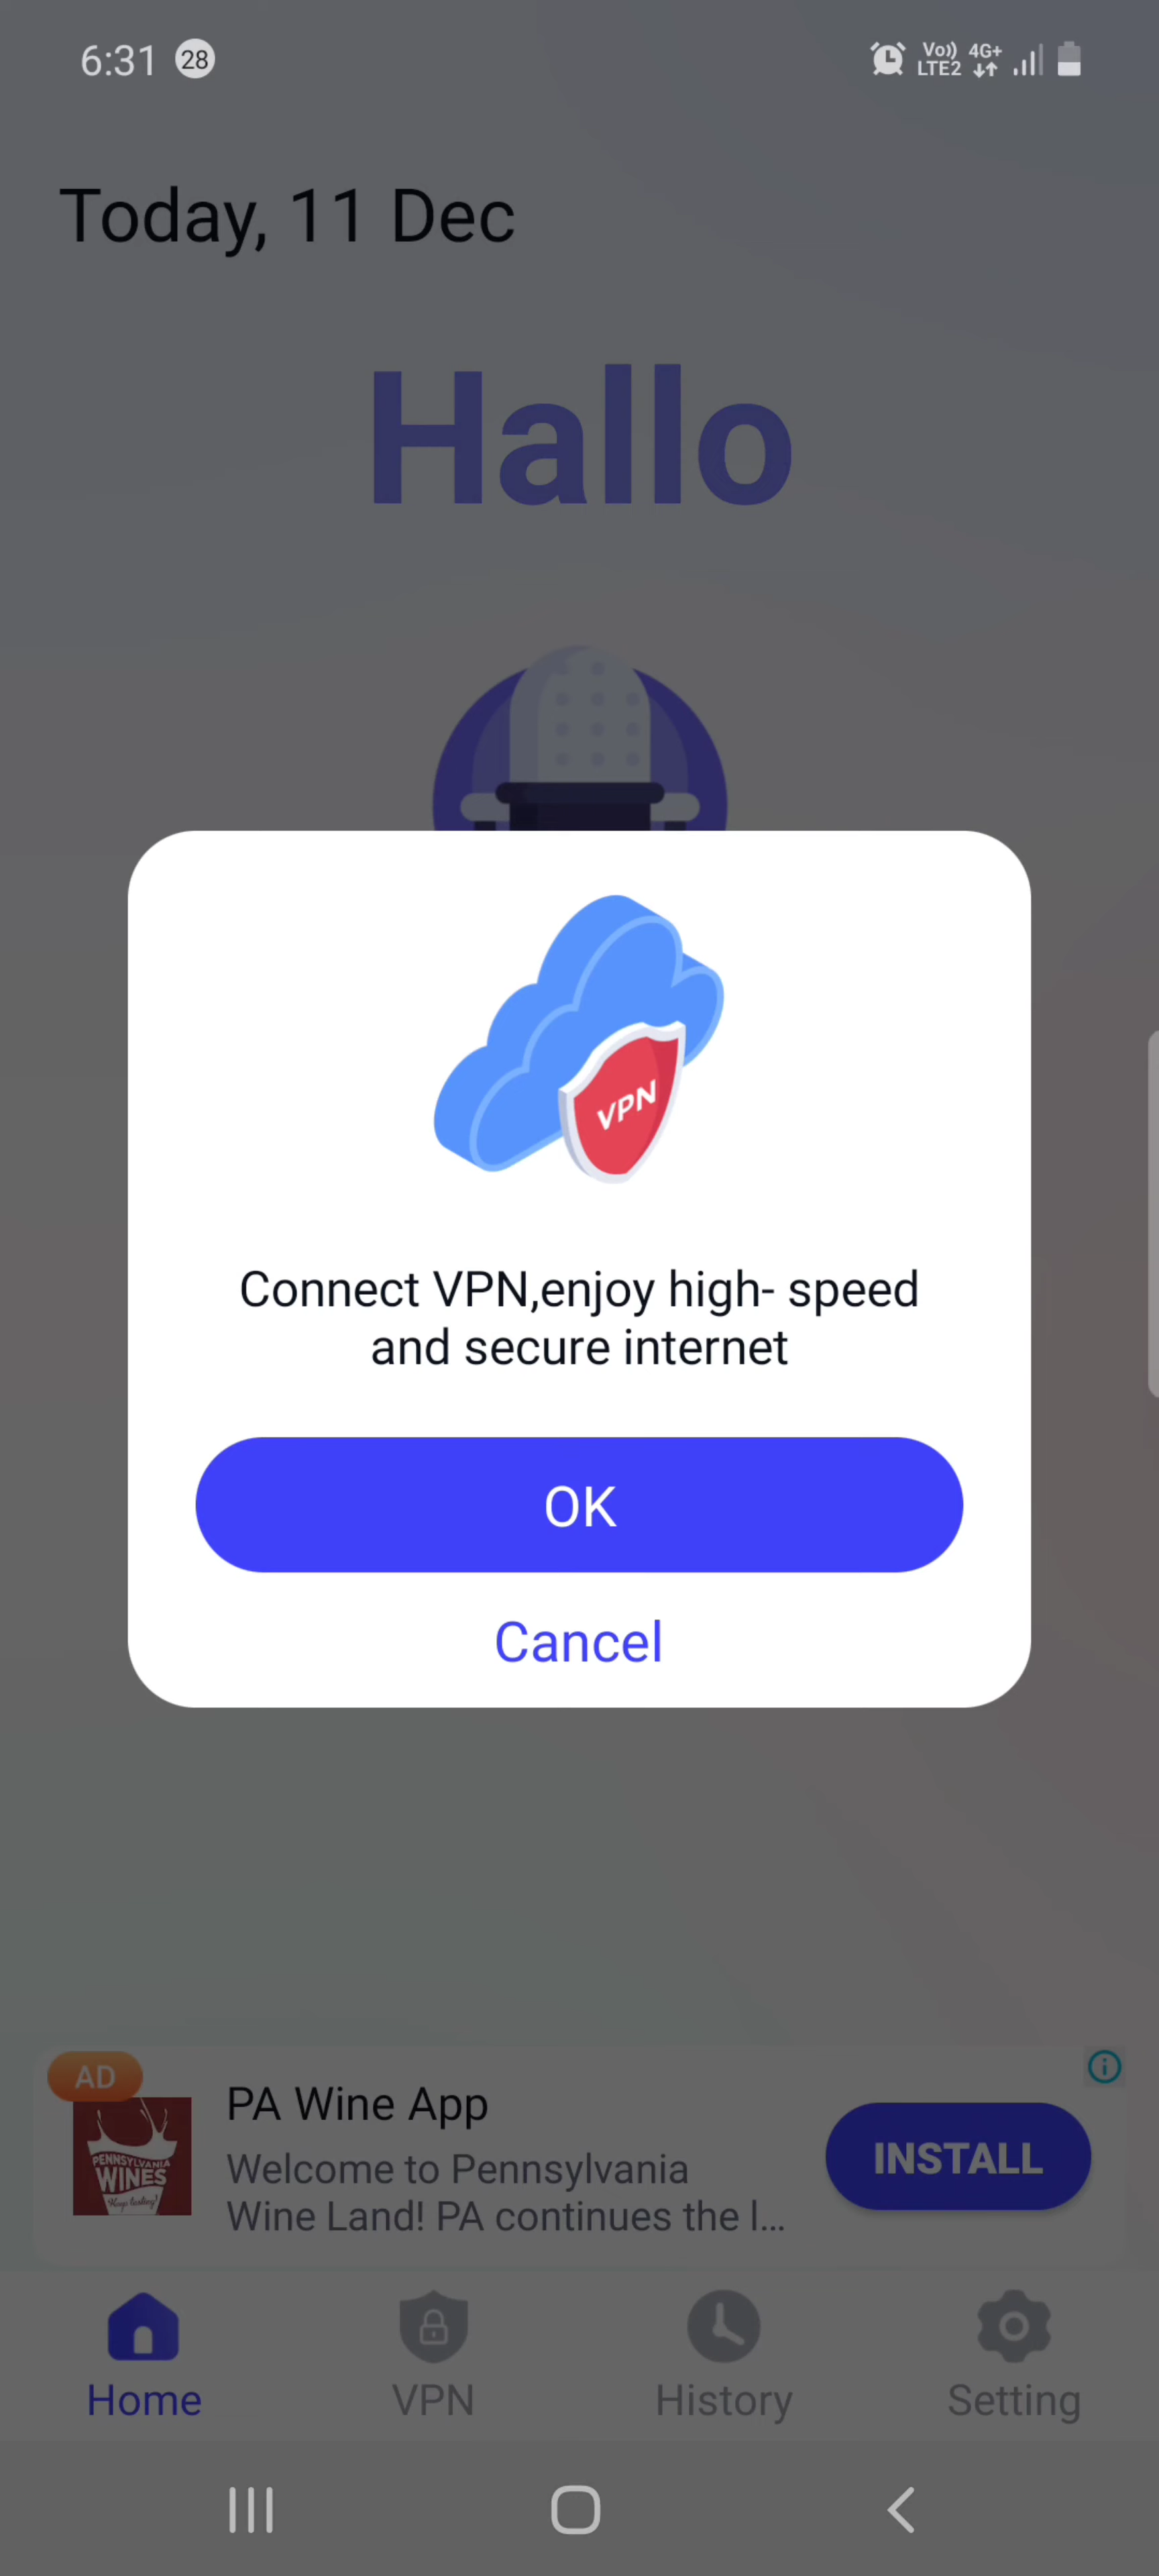 6:31 28 Vo)) LTE2 4G+
Today, 11 Dec
Hallo
VPN
Connect VPN,enjoy high- speed
and secure internet
OK
Cancel
AD
PENNSYLVANIA
WINES
Keep tasting!
PA Wine App
Welcome to Pennsylvania
Wine Land! PA continues the l...
INSTALL
Home VPN History Setting